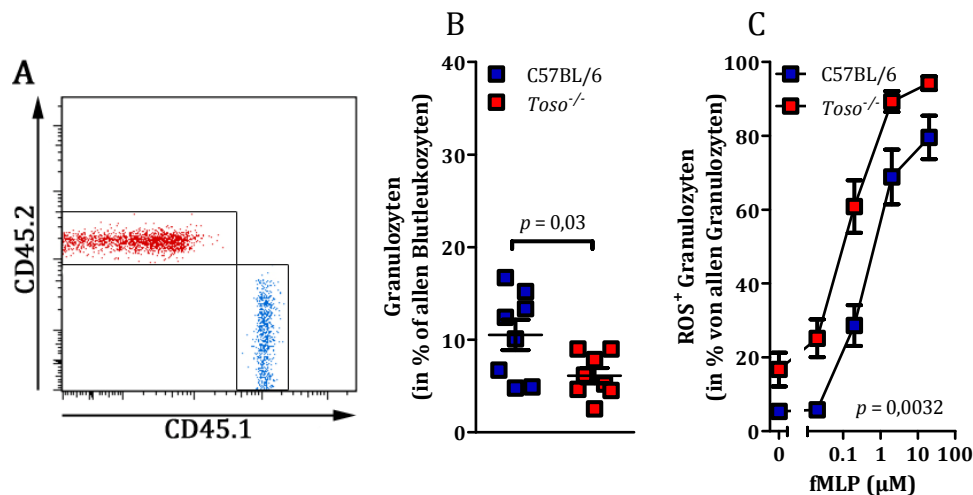 A
CD45.2
CD45.1
B
Granulozyten
(in % of allen Blutleukozyten)
40
30
20
10
0
C57BL/6
Toso-/-
p = 0,03
C
ROS+ Granulozyten
(in % von allen Granulozyten)
100
80
60
40
20
0
C57BL/6
Toso-/-
p = 0,0032
0 0.1 1 10 100
fMLP (µM)